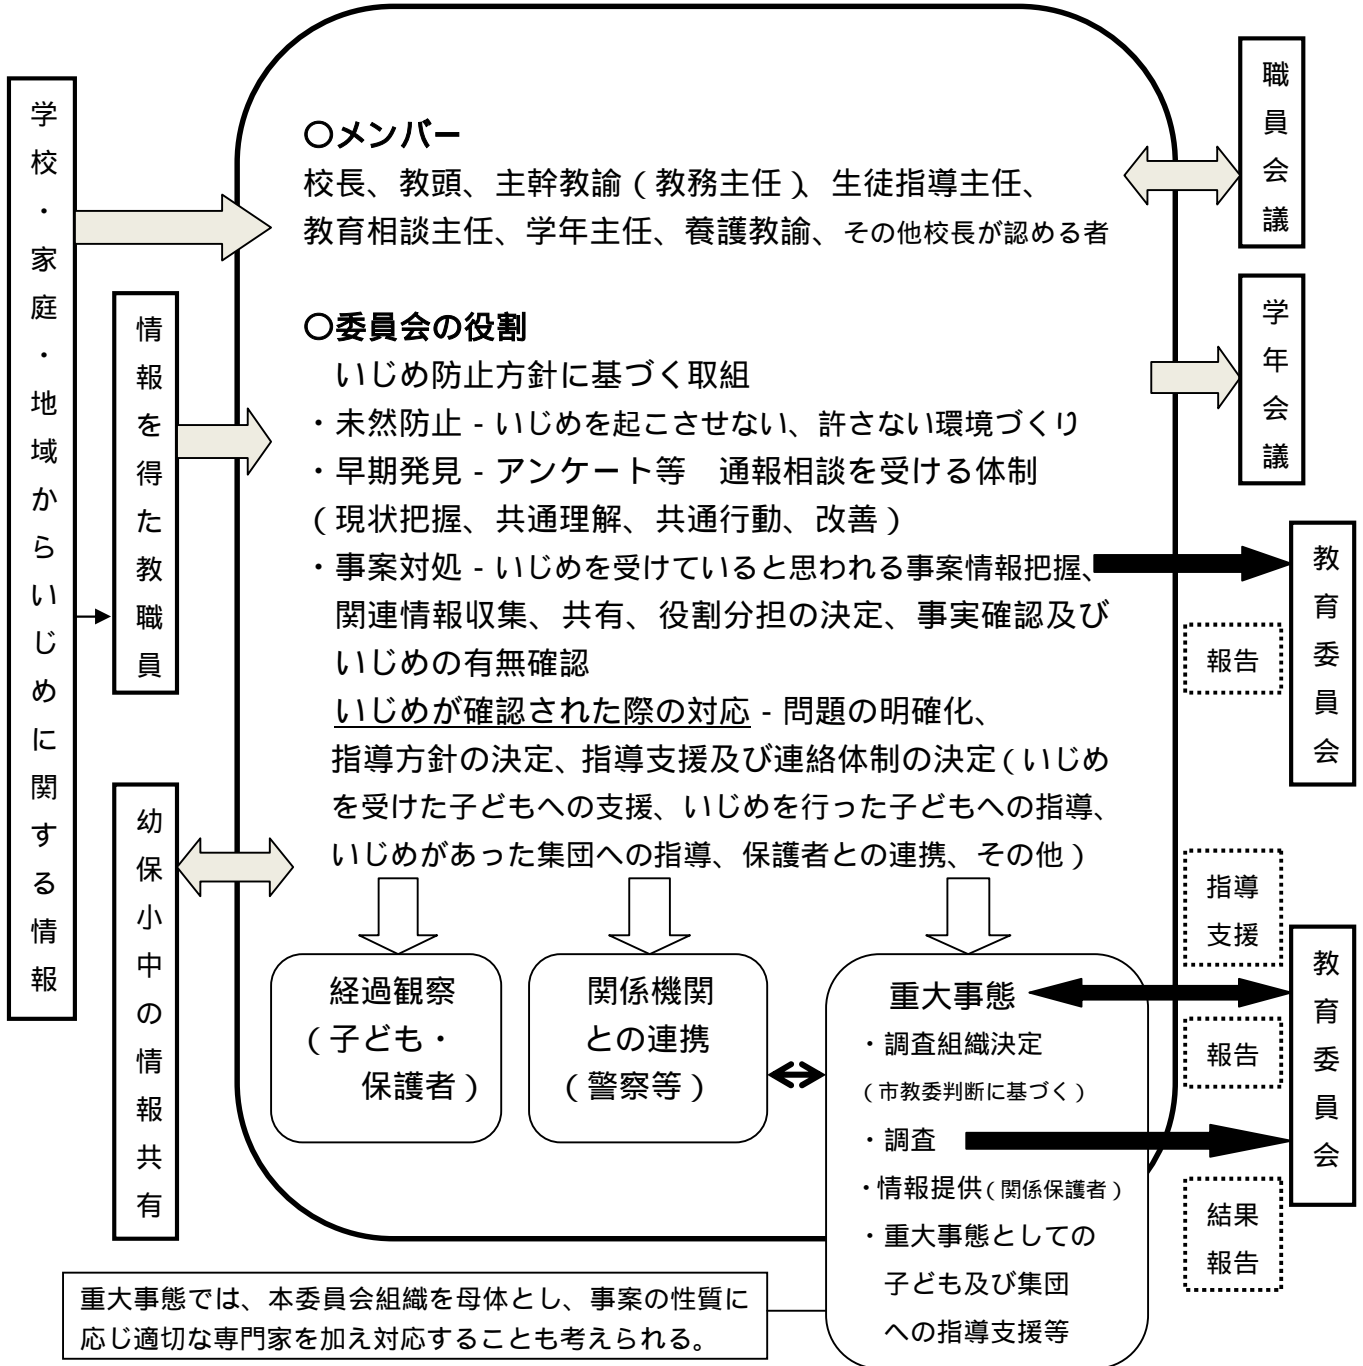 学校・家庭・地域からいじめに関する情報
情報を得た教職員
幼保小中の情報共有
〇メンバー
校長、教頭、主幹教諭（教務主任）、生徒指導主任、
教育相談主任、学年主任、養護教諭、その他校長が認める者
〇委員会の役割
いじめ防止方針に基づく取組
・未然防止 - いじめを起こさせない、許さない環境づくり
・早期発見 - アンケート等　通報相談を受ける体制
（現状把握、共通理解、共通行動、改善）
・事案対処 - いじめを受けていると思われる事案情報把握、
関連情報収集、共有、役割分担の決定、事実確認及び
いじめの有無確認
いじめが確認された際の対応 - 問題の明確化、
指導方針の決定、指導支援及び連絡体制の決定（いじめ
を受けた子どもへの支援、いじめを行った子どもへの指導、
いじめがあった集団への指導、保護者との連携、その他）
経過観察
（子ども・
保護者）
関係機関
との連携
（警察等）
重大事態
・調査組織決定
（市教委判断に基づく）
・調査
・情報提供（関係保護者）
・重大事態としての
子ども及び集団
への指導支援等
職員会議
学年会議
教育委員会
報告
指導
支援
教育委員会
報告
結果
報告
重大事態では、本委員会組織を母体とし、事案の性質に
応じ適切な専門家を加え対応することも考えられる。